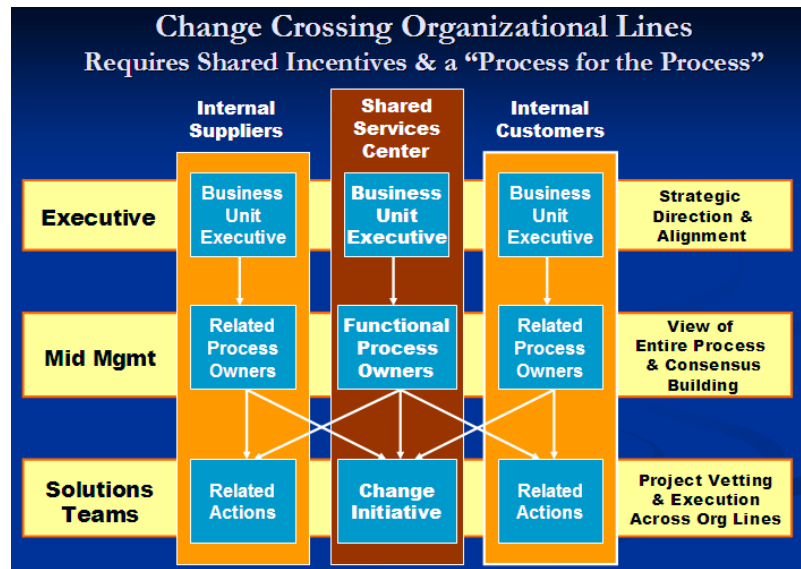 Change Crossing Organizational Lines
Requires Shared Incentives & a “Process for the Process”
Internal
Suppliers
Shared
Services
Center
Internal
Customers
Executive
Business
Unit
Executive
Business
Unit
Executive
Business
Unit
Executive
Strategic
Direction &
Alignment
Mid Mgmt
Related
Process
Owners
Functional
Process
Owners
Related
Process
Owners
View of
Entire Process
& Consensus
Building
Solutions
Teams
Related
Actions
Change
Initiative
Related
Actions
Project Vetting
& Execution
Across Org Lines